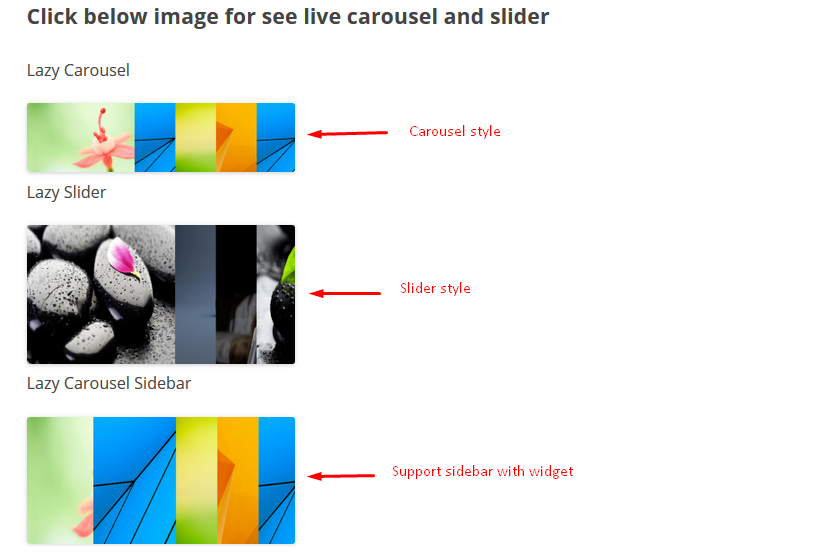 Click below image for see live carousel and slider
Lazy Carousel
Carousel style
Lazy Slider
Slider style
Lazy Carousel Sidebar
Support sidebar with widget